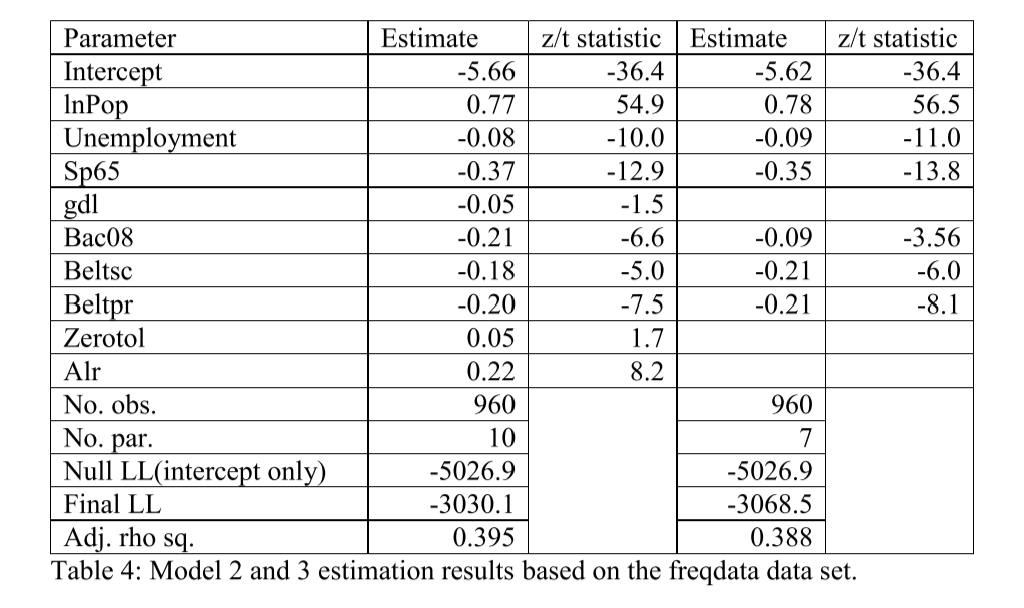 Parameter Estimate z/t statistic Estimate z/t statistic
Intercept -5.66 -36.4 -5.62 -36.4
lnPop 0.77 54.9 0.78 56.5
Unemployment -0.08 -10.0 -0.09 -11.0
Sp65 -0.37 -12.9 -0.35 -13.8
gdl -0.05 -1.5
Bac08 -0.21 -6.6 -0.09 -3.56
Beltsc -0.18 -5.0 -0.21 -6.0
Beltpr -0.20 -7.5 -0.21 -8.1
Zerotol 0.05 1.7
Alr 0.22 8.2
No. obs. 960 960
No. par. 10 7
Null LL(intercept only) -5026.9 -5026.9
Final LL -3030.1 -3068.5
Adj. rho sq. 0.395 0.388
Table 4: Model 2 and 3 estimation results based on the freqdata data set.